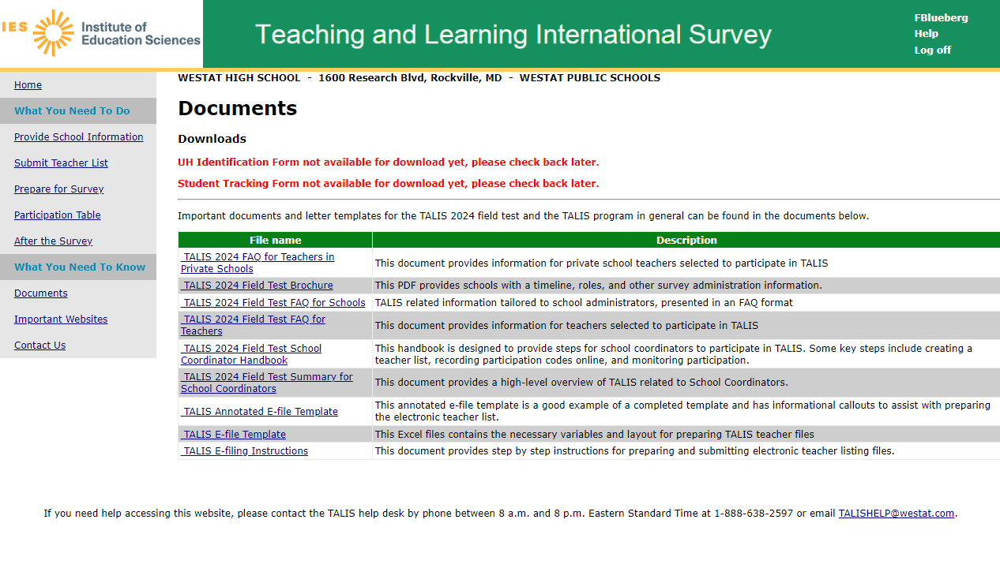 IES
Institute of
Education Sciences
Teaching and Learning International Survey
FBlueberg
Help
Log off
Home
What You Need To Do
Provide School Information
Submit Teacher List
Prepare for Survey
Participation Table
After the Survey
What You Need To Know
Documents
Important Websites
Contact Us
WESTAT HIGH SCHOOL - 1600 Research Blvd, Rockville, MD - WESTAT PUBLIC SCHOOLS
Documents
Downloads
UH Identification Form not available for download yet, please check back later.
Student Tracking Form not available for download yet, please check back later.
Important documents and letter templates for the TALIS 2024 field test and the TALIS program in general can be found in the documents below.
File name
Description
TALIS 2024 FAQ for Teachers in
Private Schools
This document provides information for private school teachers selected to participate in TALIS
TALIS 2024 Field Test Brochure
This PDF provides schools with a timeline, roles, and other survey administration information.
TALIS 2024 Field Test FAQ for Schools
TALIS related information tailored to school administrators, presented in an FAQ format
TALIS 2024 Field Test FAQ for
Teachers
This document provides information for teachers selected to participate in TALIS
TALIS 2024 Field Test School
Coordinator Handbook
This handbook is designed to provide steps for school coordinators to participate in TALIS. Some key steps include creating a
teacher list, recording participation codes online, and monitoring participation.
TALIS 2024 Field Test Summary for
School Coordinators
This document provides a high-level overview of TALIS related to School Coordinators.
TALIS Annotated E-file Template
This annotated e-file template is a good example of a completed template and has informational callouts to assist with preparing
the electronic teacher list.
TALIS E-file Template
This Excel files contains the necessary variables and layout for preparing TALIS teacher files
TALIS E-filing Instructions
This document provides step by step instructions for preparing and submitting electronic teacher listing files.
If you need help accessing this website, please contact the TALIS help desk by phone between 8 a.m. and 8 p.m. Eastern Standard Time at 1-888-638-2597 or email TALISHELP@westat.com.